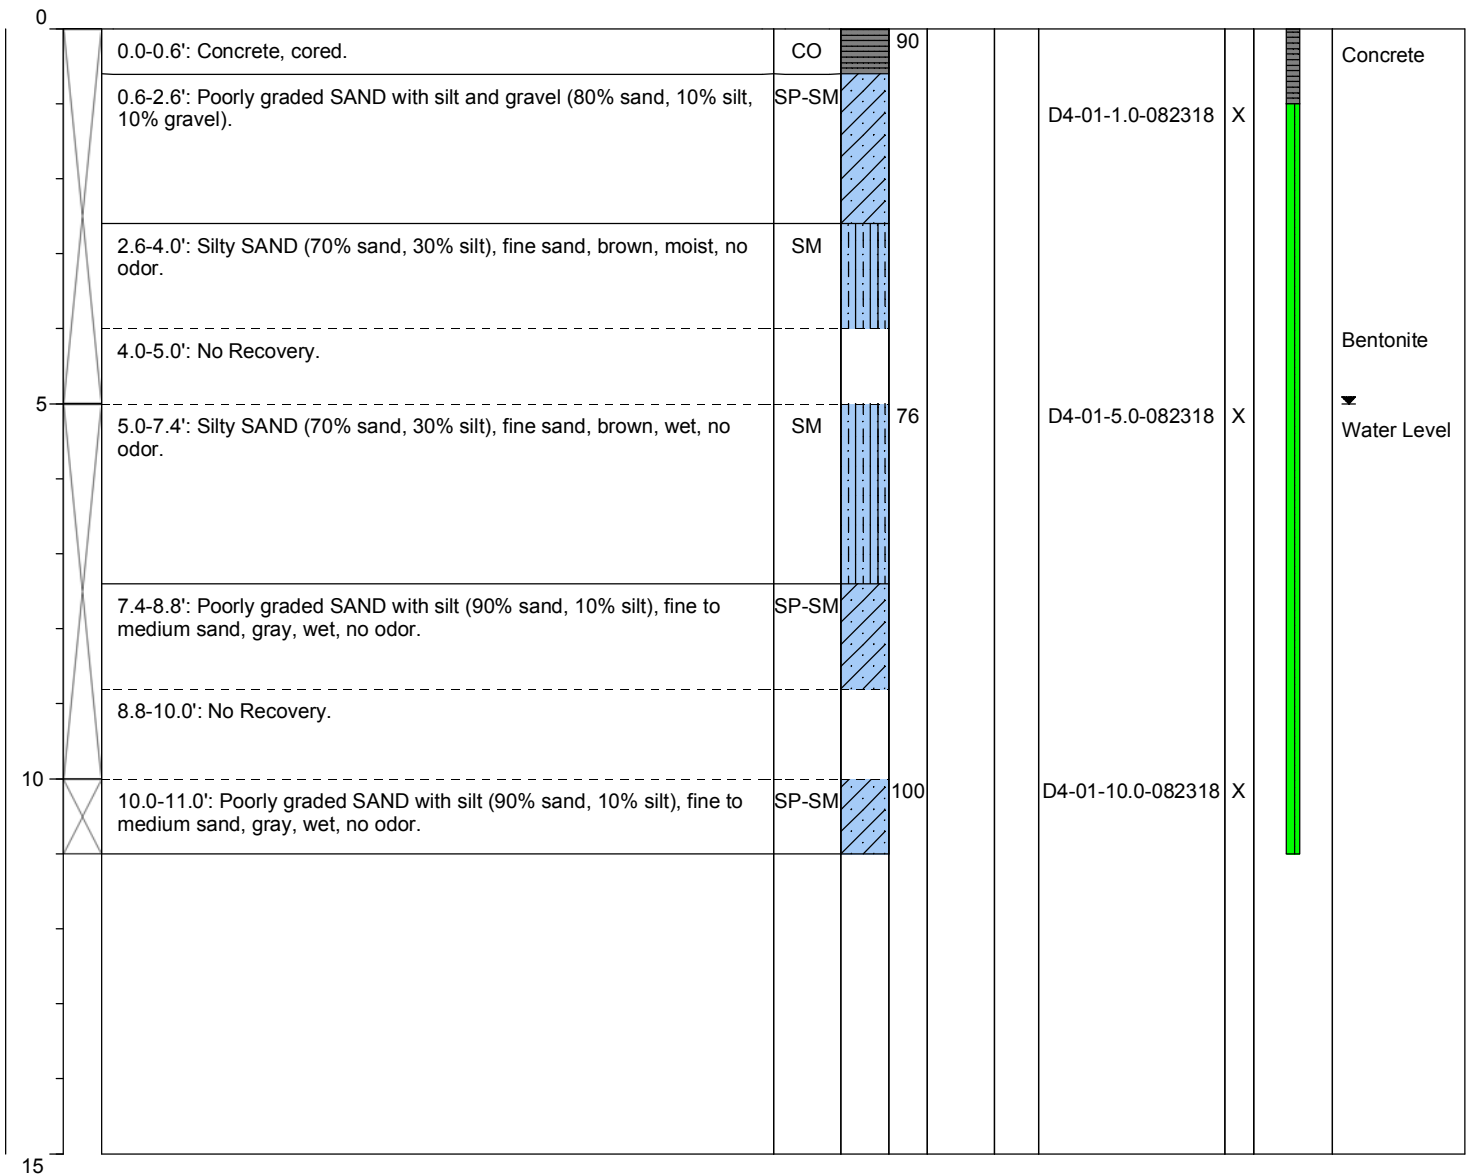 0
0.0-0.6': Concrete, cored.
CO
90
Concrete
0.6-2.6': Poorly graded SAND with silt and gravel (80% sand, 10% silt,
10% gravel).
SP-SM
D4-01-1.0-082318
X
2.6-4.0': Silty SAND (70% sand, 30% silt), fine sand, brown, moist, no
odor.
SM
4.0-5.0': No Recovery.
Bentonite
5
5.0-7.4': Silty SAND (70% sand, 30% silt), fine sand, brown, wet, no
odor.
SM
76
D4-01-5.0-082318
X
Water Level
7.4-8.8': Poorly graded SAND with silt (90% sand, 10% silt), fine to
medium sand, gray, wet, no odor.
SP-SM
8.8-10.0': No Recovery.
10
10.0-11.0': Poorly graded SAND with silt (90% sand, 10% silt), fine to
medium sand, gray, wet, no odor.
SP-SM
100
D4-01-10.0-082318
X
15